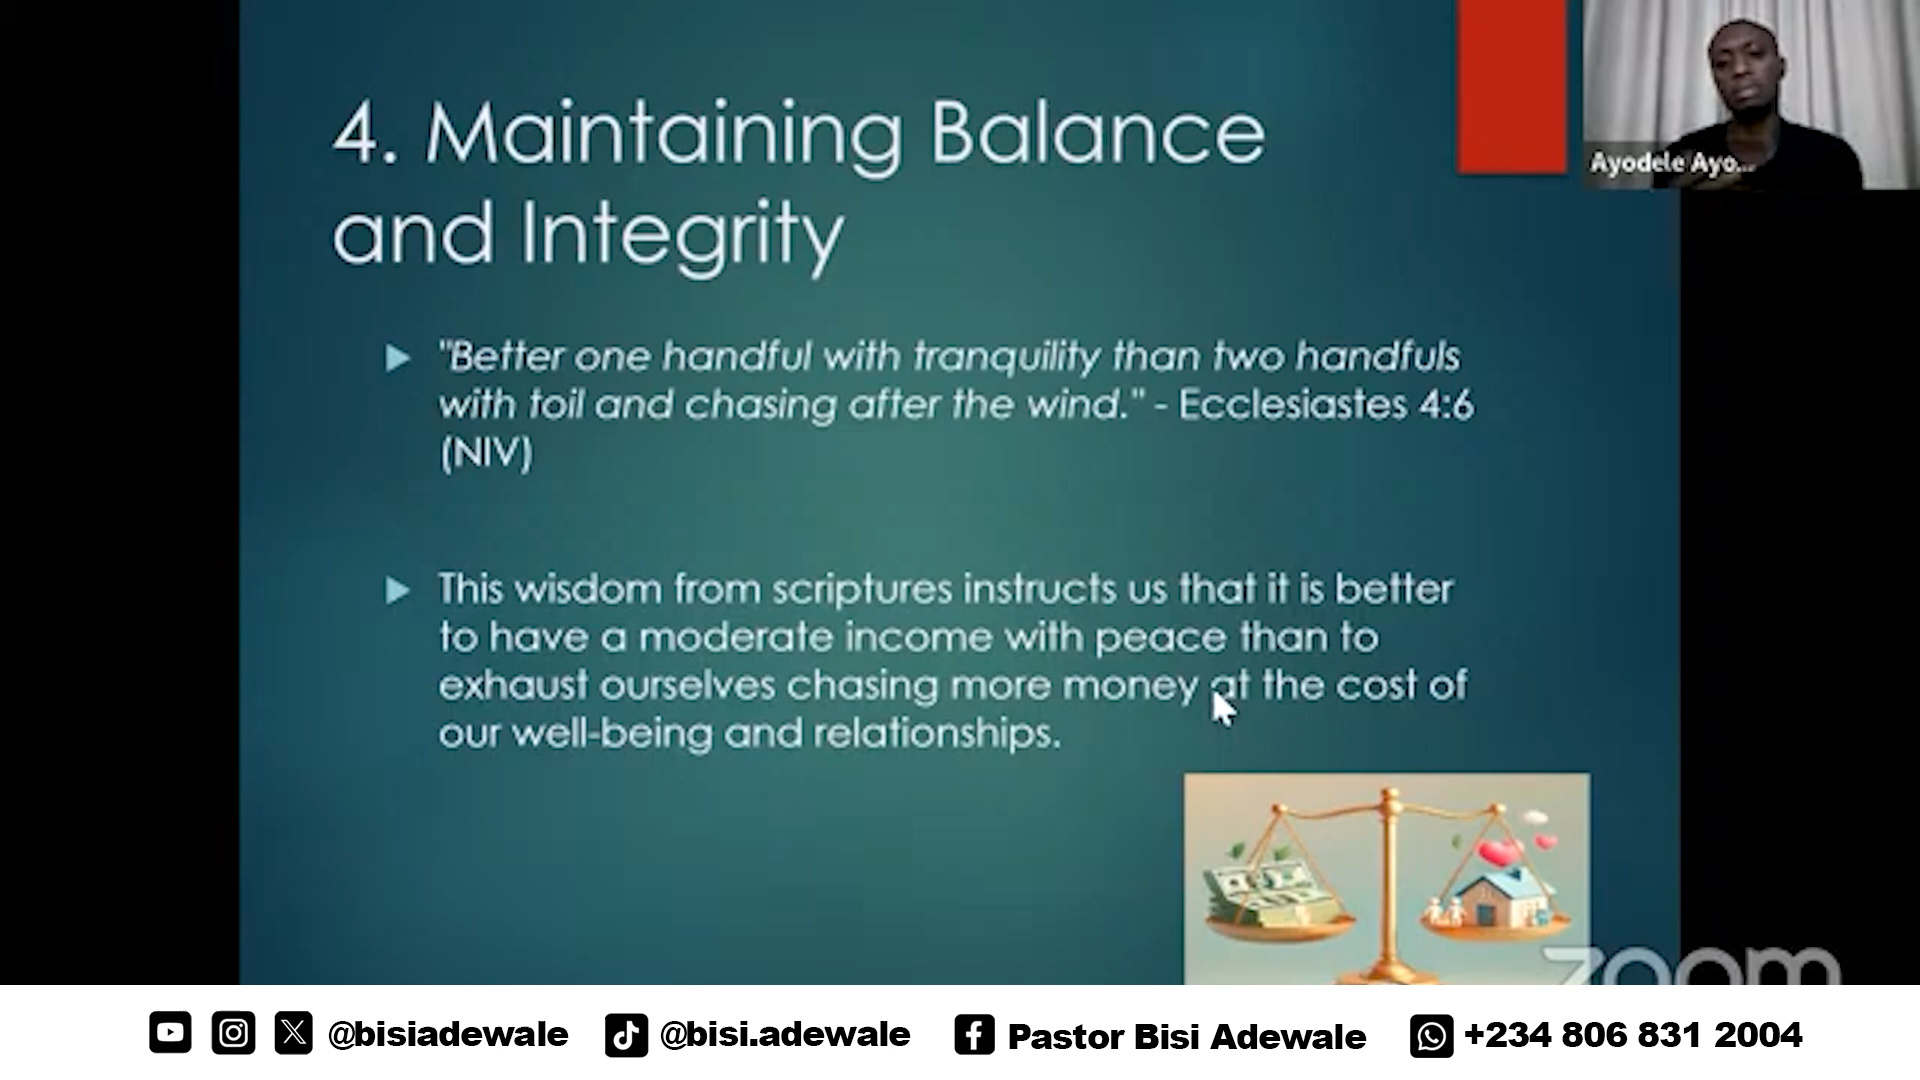 4. Maintaining Balance
and Integrity
Ayodele Ayo...
"Better one handful with tranquility than two handfuls
with toil and chasing after the wind." - Ecclesiastes 4:6
(NIV)
This wisdom from scriptures instructs us that it is better
to have a moderate income with peace than to
exhaust ourselves chasing more money at the cost of
our well-being and relationships.
zoom
@bisiadewale @bisi.adewale Pastor Bisi Adewale +234 806 831 2004